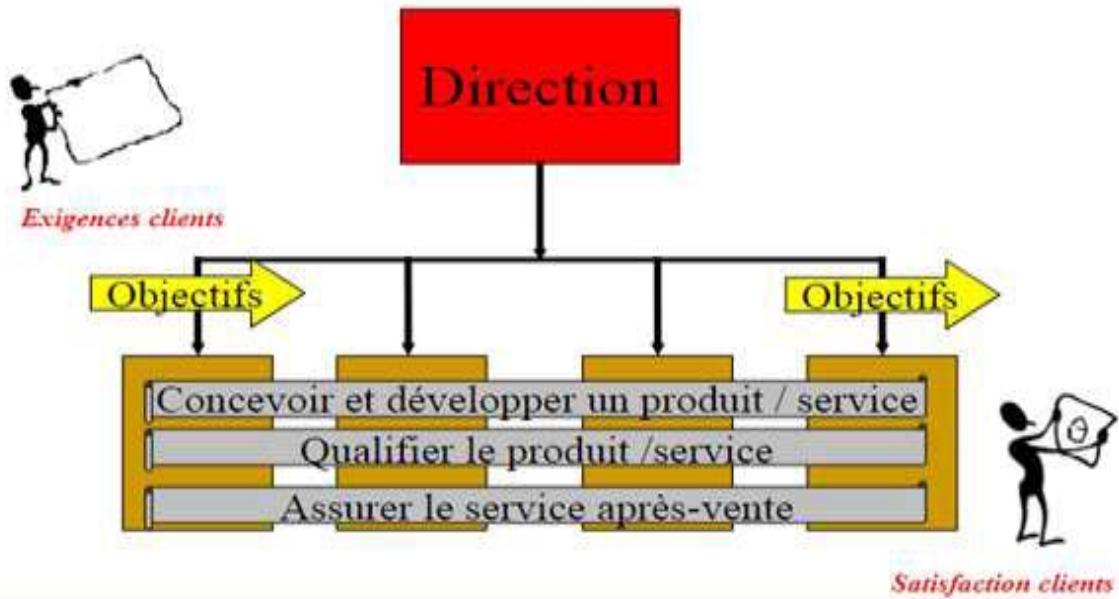 Direction
Exigences clients
Objectifs
Objectifs
Concevoir et développer un produit / service
Qualifier le produit /service
Assurer le service après-vente
Satisfaction clients